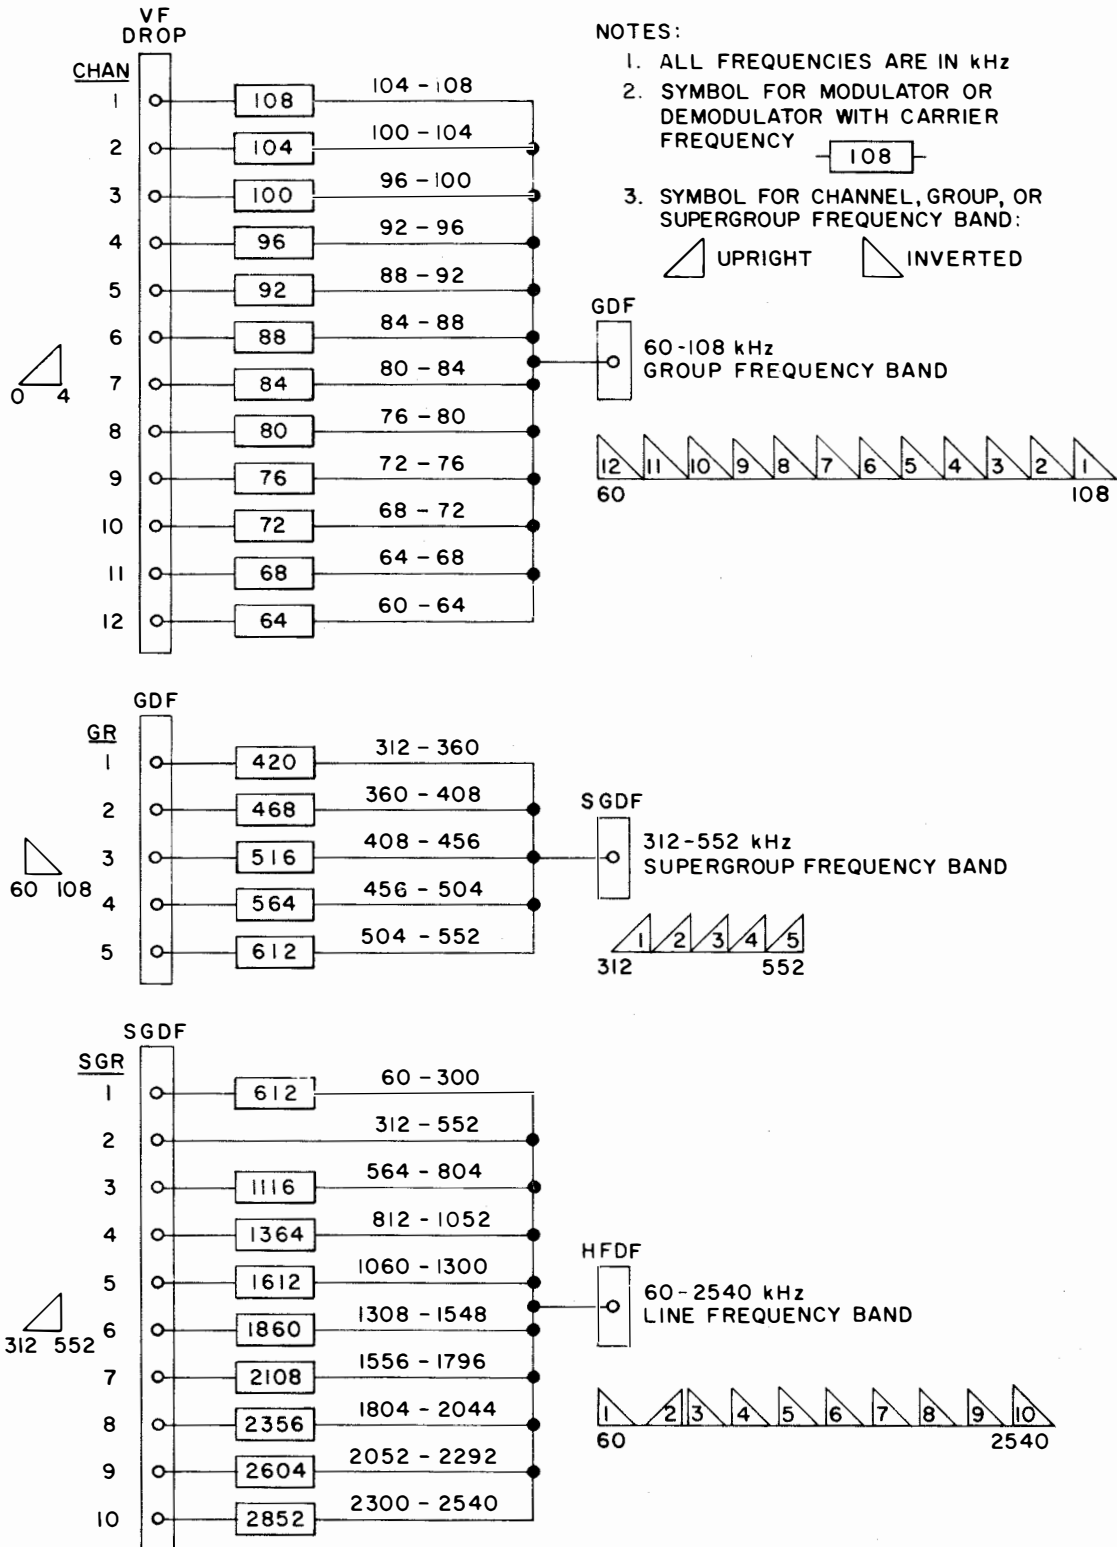 VF
DROP
CHAN
1 108 104 - 108
2 104 100 - 104
3 100 96 - 100
4 96 92 - 96
5 92 88 - 92
6 88 84 - 88
7 84 80 - 84
8 80 76 - 80
9 76 72 - 76
10 72 68 - 72
11 68 64 - 68
12 64 60 - 64
0 4
NOTES:
1. ALL FREQUENCIES ARE IN kHz
2. SYMBOL FOR MODULATOR OR
DEMODULATOR WITH CARRIER
FREQUENCY 108
3. SYMBOL FOR CHANNEL, GROUP, OR
SUPERGROUP FREQUENCY BAND:
UPRIGHT INVERTED
GDF
60-108 kHz
GROUP FREQUENCY BAND
12 11 10 9 8 7 6 5 4 3 2 1
60 108
GDF
GR
1 420 312 - 360
2 468 360 - 408
3 516 408 - 456
4 564 456 - 504
5 612 504 - 552
60 108
SGDF
312-552 kHz
SUPERGROUP FREQUENCY BAND
1 2 3 4 5
312 552
SGDF
SGR
1 612 60 - 300
2 312 - 552
3 1116 564 - 804
4 1364 812 - 1052
5 1612 1060 - 1300
6 1860 1308 - 1548
7 2108 1556 - 1796
8 2356 1804 - 2044
9 2604 2052 - 2292
10 2852 2300 - 2540
312 552
HFDF
60-2540 kHz
LINE FREQUENCY BAND
1 2 3 4 5 6 7 8 9 10
60 2540